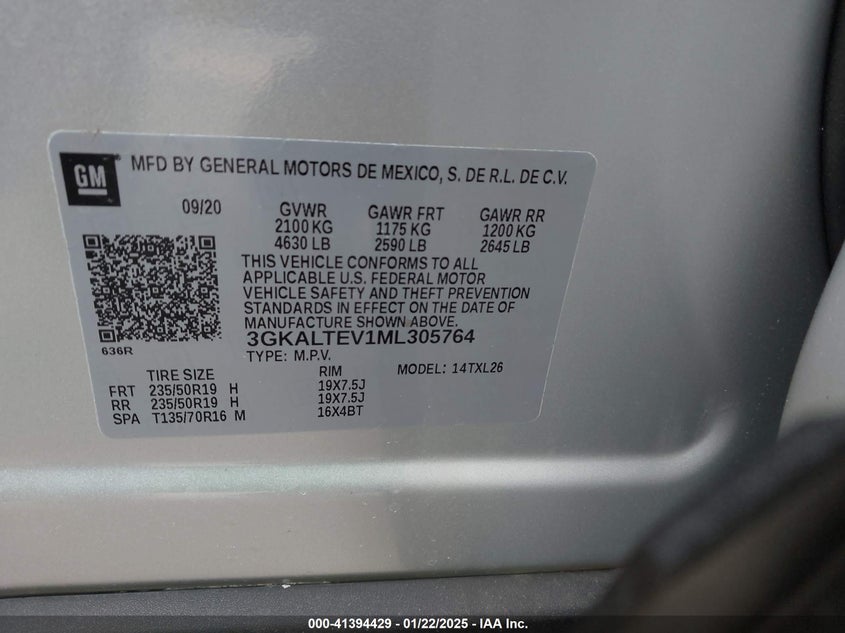 GM
MFD BY GENERAL MOTORS DE MEXICO, S. DE R.L. DE C.V.
09/20 GVWR GAWR FRT GAWR RR
2100 KG 1175 KG 1200 KG
4630 LB 2590 LB 2645 LB
THIS VEHICLE CONFORMS TO ALL
APPLICABLE U.S. FEDERAL MOTOR
VEHICLE SAFETY AND THEFT PREVENTION
STANDARDS IN EFFECT ON THE DATE OF
MANUFACTURE SHOWN ABOVE.
3GKALTEV1ML305764
636R
TYPE: M.P.V. MODEL: 14TXL26
TIRE SIZE RIM
FRT 235/50R19 H 19X7.5J
RR 235/50R19 H 19X7.5J
SPA T135/70R16 M 16X4BT
000-41394429 - 01/22/2025 - IAA Inc.